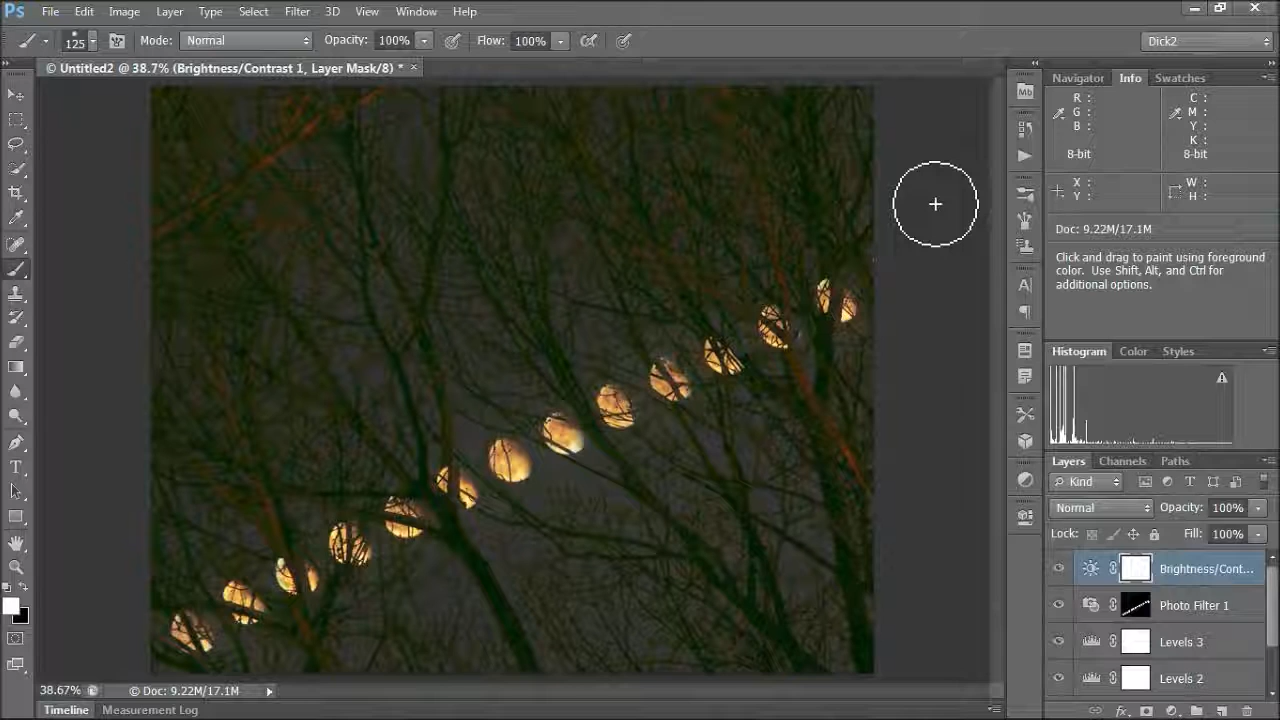 Ps File Edit Image Layer Type Select Filter 3D View Window Help
125 Mode: Normal Opacity: 100% Flow: 100% Dick2
© Untitled2 @ 38.7% (Brightness/Contrast 1, Layer Mask/8) * ×
Navigator Info Swatches
R : C :
G : M :
B : Y :
K :
8-bit 8-bit
X : W :
Y : H :
Doc: 9.22M/17.1M
Click and drag to paint using foreground
color. Use Shift, Alt, and Ctrl for
additional options.
Histogram Color Styles
Layers Channels Paths
Kind
Normal Opacity: 100%
Lock: Fill: 100%
Brightness/Cont...
Photo Filter 1
Levels 3
Levels 2
38.67% © Doc: 9.22M/17.1M
Timeline Measurement Log